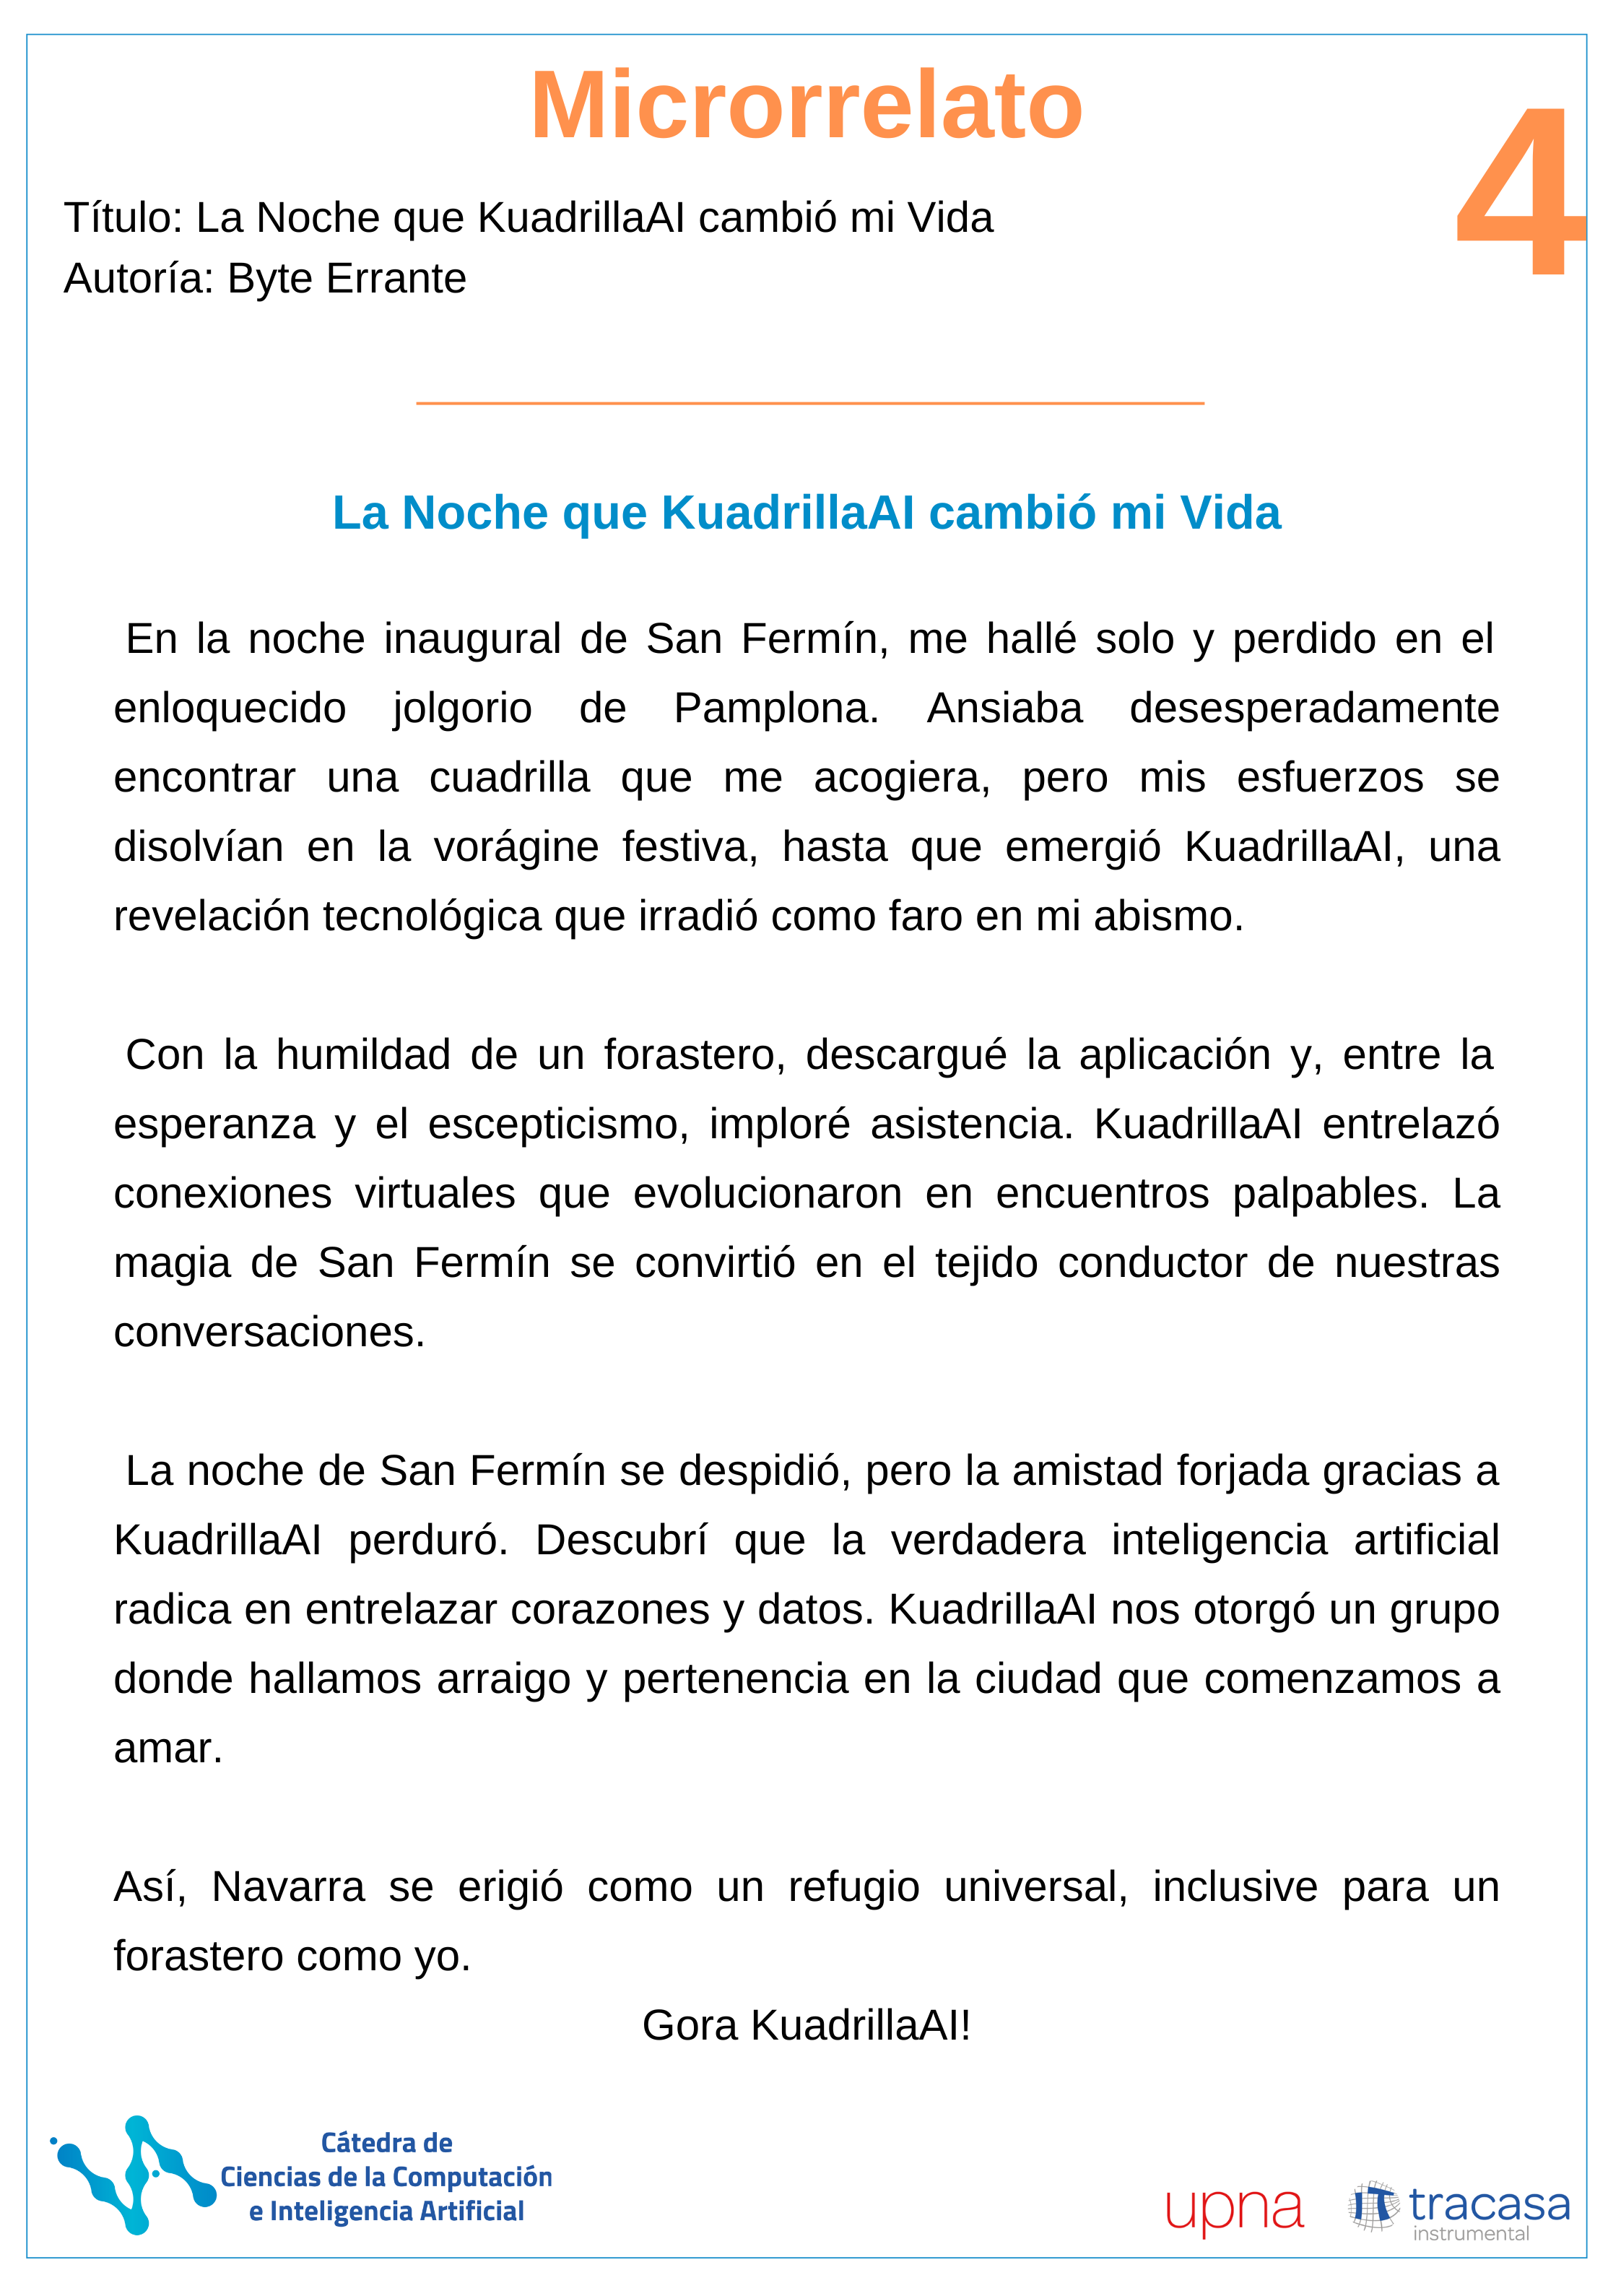 Microrrelato
4
Título: La Noche que KuadrillaAI cambió mi Vida
Autoría: Byte Errante
La Noche que KuadrillaAI cambió mi Vida
En la noche inaugural de San Fermín, me hallé solo y perdido en el
enloquecido jolgorio de Pamplona. Ansiaba desesperadamente
encontrar una cuadrilla que me acogiera, pero mis esfuerzos se
disolvían en la vorágine festiva, hasta que emergió KuadrillaAI, una
revelación tecnológica que irradió como faro en mi abismo.
Con la humildad de un forastero, descargué la aplicación y, entre la
esperanza y el escepticismo, imploré asistencia. KuadrillaAI entrelazó
conexiones virtuales que evolucionaron en encuentros palpables. La
magia de San Fermín se convirtió en el tejido conductor de nuestras
conversaciones.
La noche de San Fermín se despidió, pero la amistad forjada gracias a
KuadrillaAI perduró. Descubrí que la verdadera inteligencia artificial
radica en entrelazar corazones y datos. KuadrillaAI nos otorgó un grupo
donde hallamos arraigo y pertenencia en la ciudad que comenzamos a
amar.
Así, Navarra se erigió como un refugio universal, inclusive para un
forastero como yo.
Gora KuadrillaAI!
Cátedra de
Ciencias de la Computación
e Inteligencia Artificial
upna
iT tracasa
instrumental